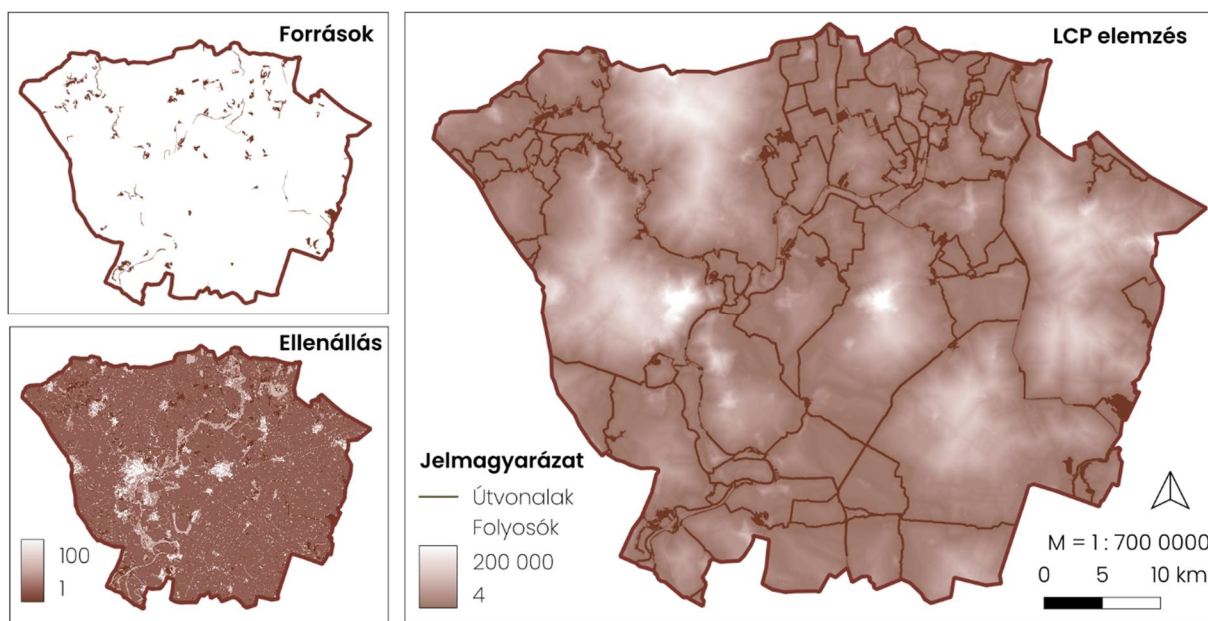 Források
Ellenállás
100
1
LCP elemzés
Jelmagyarázat
Útvonalak
Folyosók
200 000
4
M = 1 : 700 0000
0 5 10 km